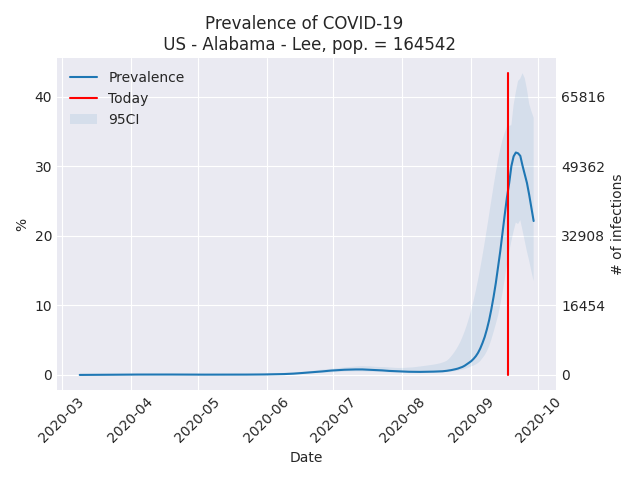 Prevalence of COVID-19
US - Alabama - Lee, pop. = 164542
Prevalence
Today
95CI
40
30
20
10
0
%
65816
49362
32908
16454
0
# of infections
2020-03
2020-04
2020-05
2020-06
2020-07
2020-08
2020-09
2020-10
Date